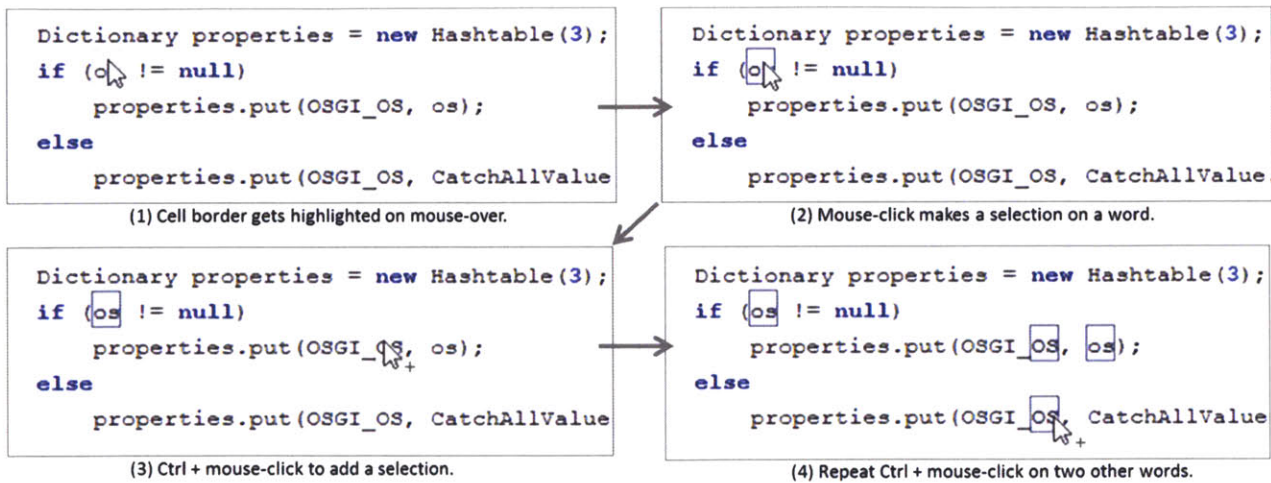 Dictionary properties = new Hashtable(3);
if (o != null)
properties.put(OSGI_OS, os);
else
properties.put(OSGI_OS, CatchAllValue
(1) Cell border gets highlighted on mouse-over.
Dictionary properties = new Hashtable(3);
if (os != null)
properties.put(OSGI_OS, os);
else
properties.put(OSGI_OS, CatchAllValue.
(2) Mouse-click makes a selection on a word.
Dictionary properties = new Hashtable(3);
if (os != null)
properties.put(OSGI_OS, os);
else
properties.put(OSGI_OS, CatchAllValue
(3) Ctrl + mouse-click to add a selection.
Dictionary properties = new Hashtable(3);
if (os != null)
properties.put(OSGI_OS, os);
else
properties.put(OSGI_OS, CatchAllValue
(4) Repeat Ctrl + mouse-click on two other words.